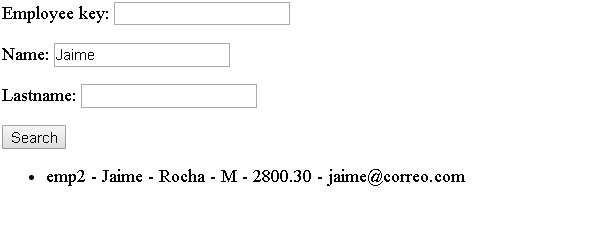 Employee key:
Name: Jaime
Lastname:
Search
• emp2 - Jaime - Rocha - M - 2800.30 - jaime@correo.com